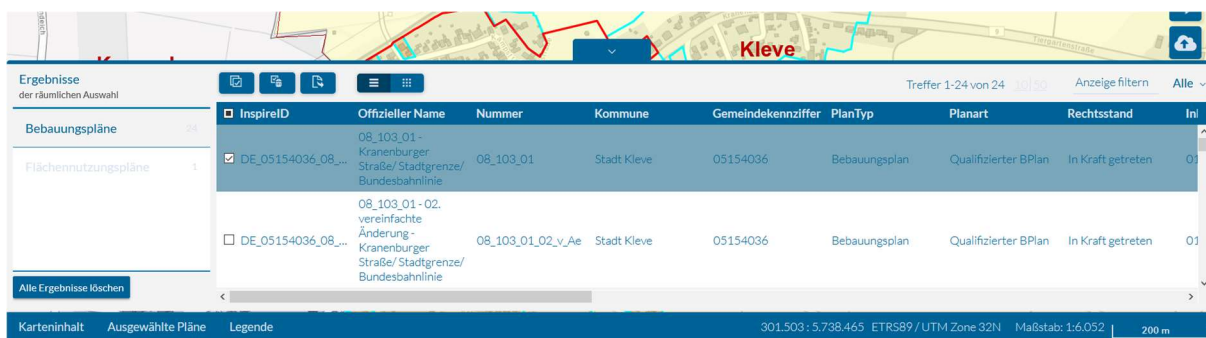 Kleve
Tiergartenstraße
Ergebnisse
der räumlichen Auswahl
Treffer 1-24 von 24 10|50 Anzeige filtern Alle
Bebauungspläne 24
Flächennutzungspläne 1
Alle Ergebnisse löschen
InspireID Offizieller Name Nummer Kommune Gemeindekennziffer PlanTyp Planart Rechtsstand
DE_05154036_08_... 08_103_01 - Kranenburger Straße/ Stadtgrenze/ Bundesbahnlinie 08_103_01 Stadt Kleve 05154036 Bebauungsplan Qualifizierter BPlan In Kraft getreten 01
DE_05154036_08_... 08_103_01 - 02. vereinfachte Änderung - Kranenburger Straße/ Stadtgrenze/ Bundesbahnlinie 08_103_01_02_v_Ae Stadt Kleve 05154036 Bebauungsplan Qualifizierter BPlan In Kraft getreten 01
Karteninhalt Ausgewählte Pläne Legende 301.503 : 5.738.465 ETRS89 / UTM Zone 32N Maßstab: 1:6.052 200 m